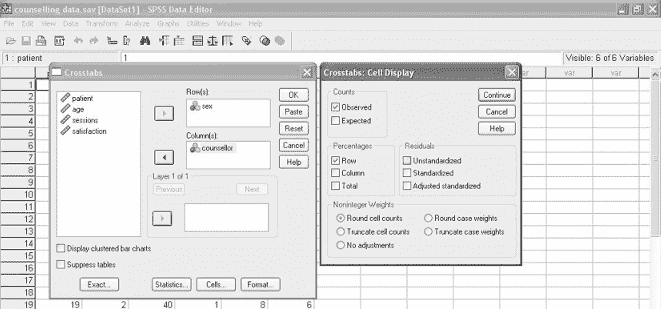 counselling data.sav [DataSet1] - SPSS Data Editor
File Edit View Data Transform Analyze Graphs Utilities Window Help
1 : patient 1 Visible: 6 of 6 Variables
var var var
Crosstabs
patient
age
sessions
satisfaction
Row(s):
sex
Column(s):
counsellor
Layer 1 of 1
Previous Next
OK
Paste
Reset
Cancel
Help
Display clustered bar charts
Suppress tables
Exact... Statistics... Cells... Format...
Crosstabs: Cell Display
Counts
Observed
Expected
Continue
Cancel
Help
Percentages
Row
Column
Total
Residuals
Unstandardized
Standardized
Adjusted standardized
Noninteger Weights
Round cell counts Round case weights
Truncate cell counts Truncate case weights
No adjustments
1
2
3
4
5
6
7
8
9
10
11
12
13
14
15
16
17
18
19 19 2 40 1 8 6